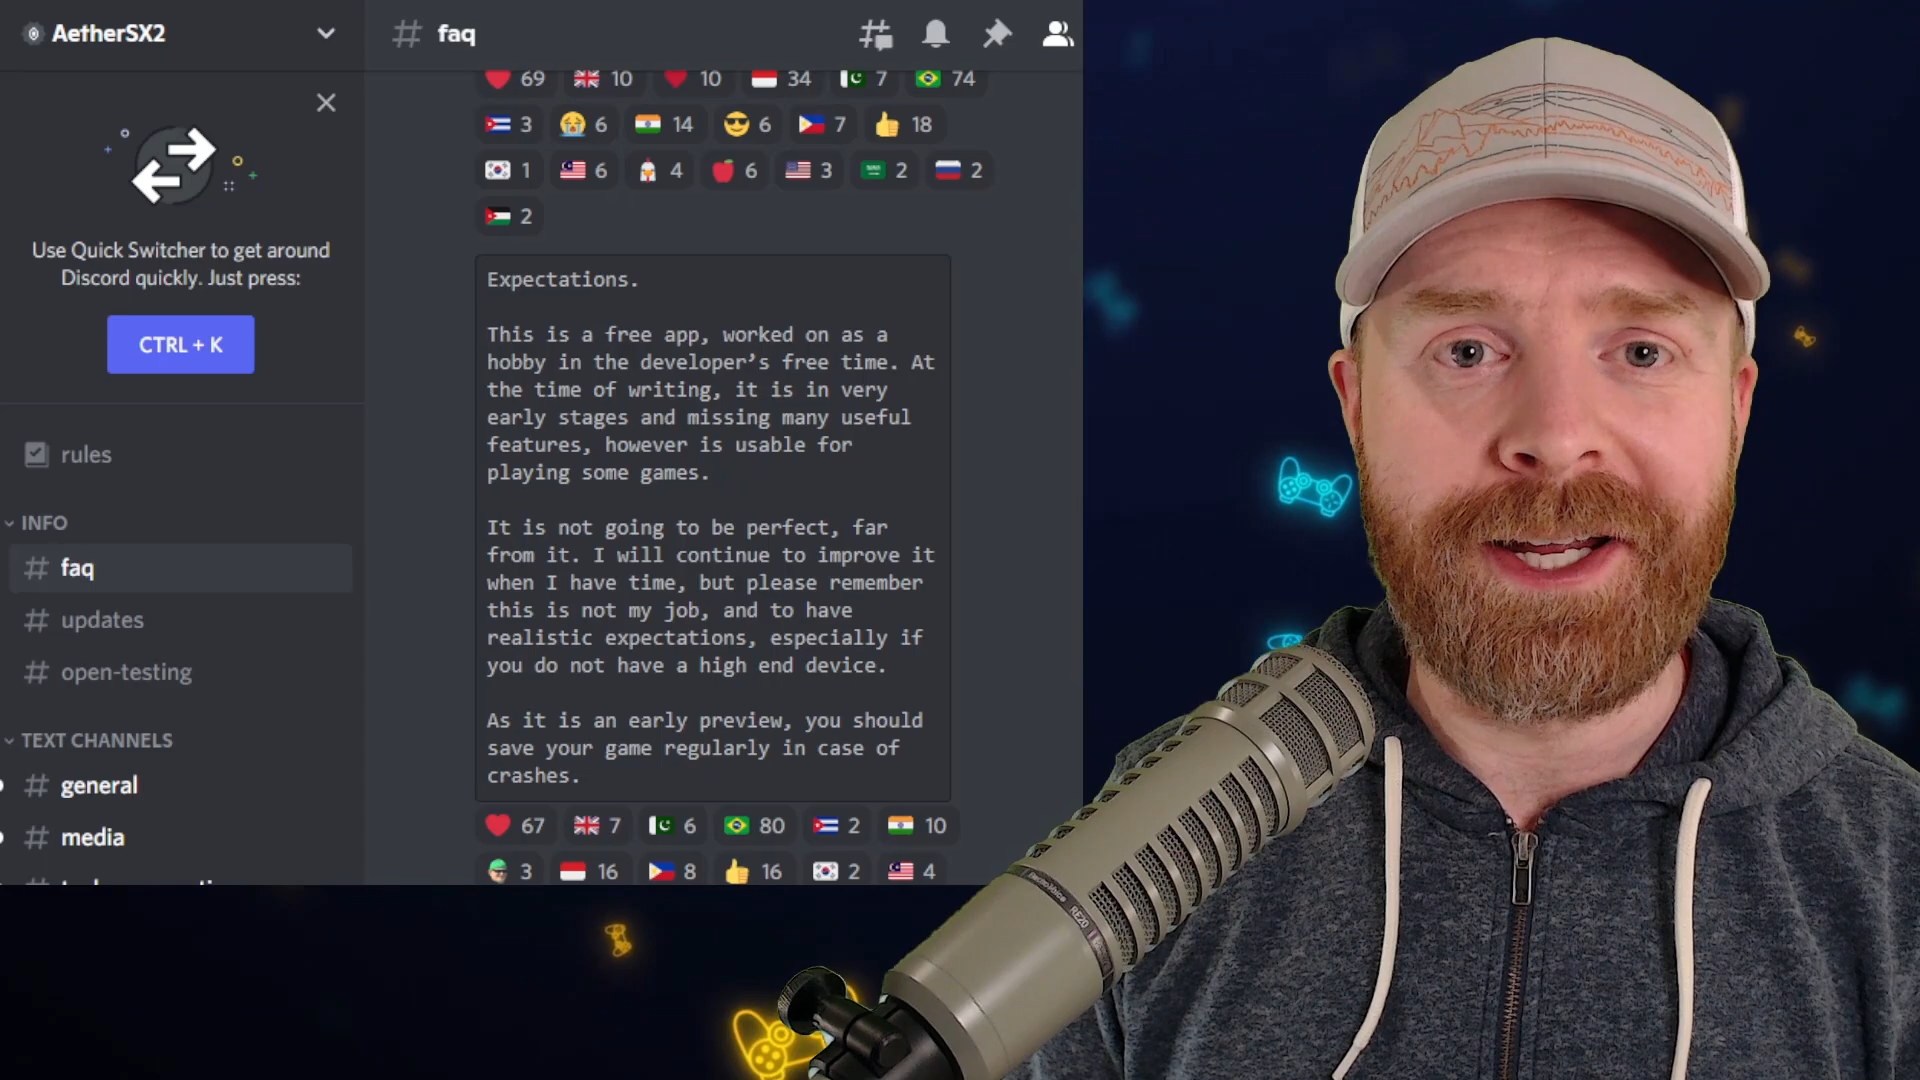 AetherSX2
Use Quick Switcher to get around
Discord quickly. Just press:
CTRL + K
rules
INFO
faq
updates
open-testing
TEXT CHANNELS
general
media
faq
69 10 10 34 7 74
3 6 14 6 7 18
1 6 4 6 3 2 2
2
Expectations.
This is a free app, worked on as a
hobby in the developer’s free time. At
the time of writing, it is in very
early stages and missing many useful
features, however is usable for
playing some games.
It is not going to be perfect, far
from it. I will continue to improve it
when I have time, but please remember
this is not my job, and to have
realistic expectations, especially if
you do not have a high end device.
As it is an early preview, you should
save your game regularly in case of
crashes.
67 7 6 80 2 10
3 16 8 16 2 4
RE20